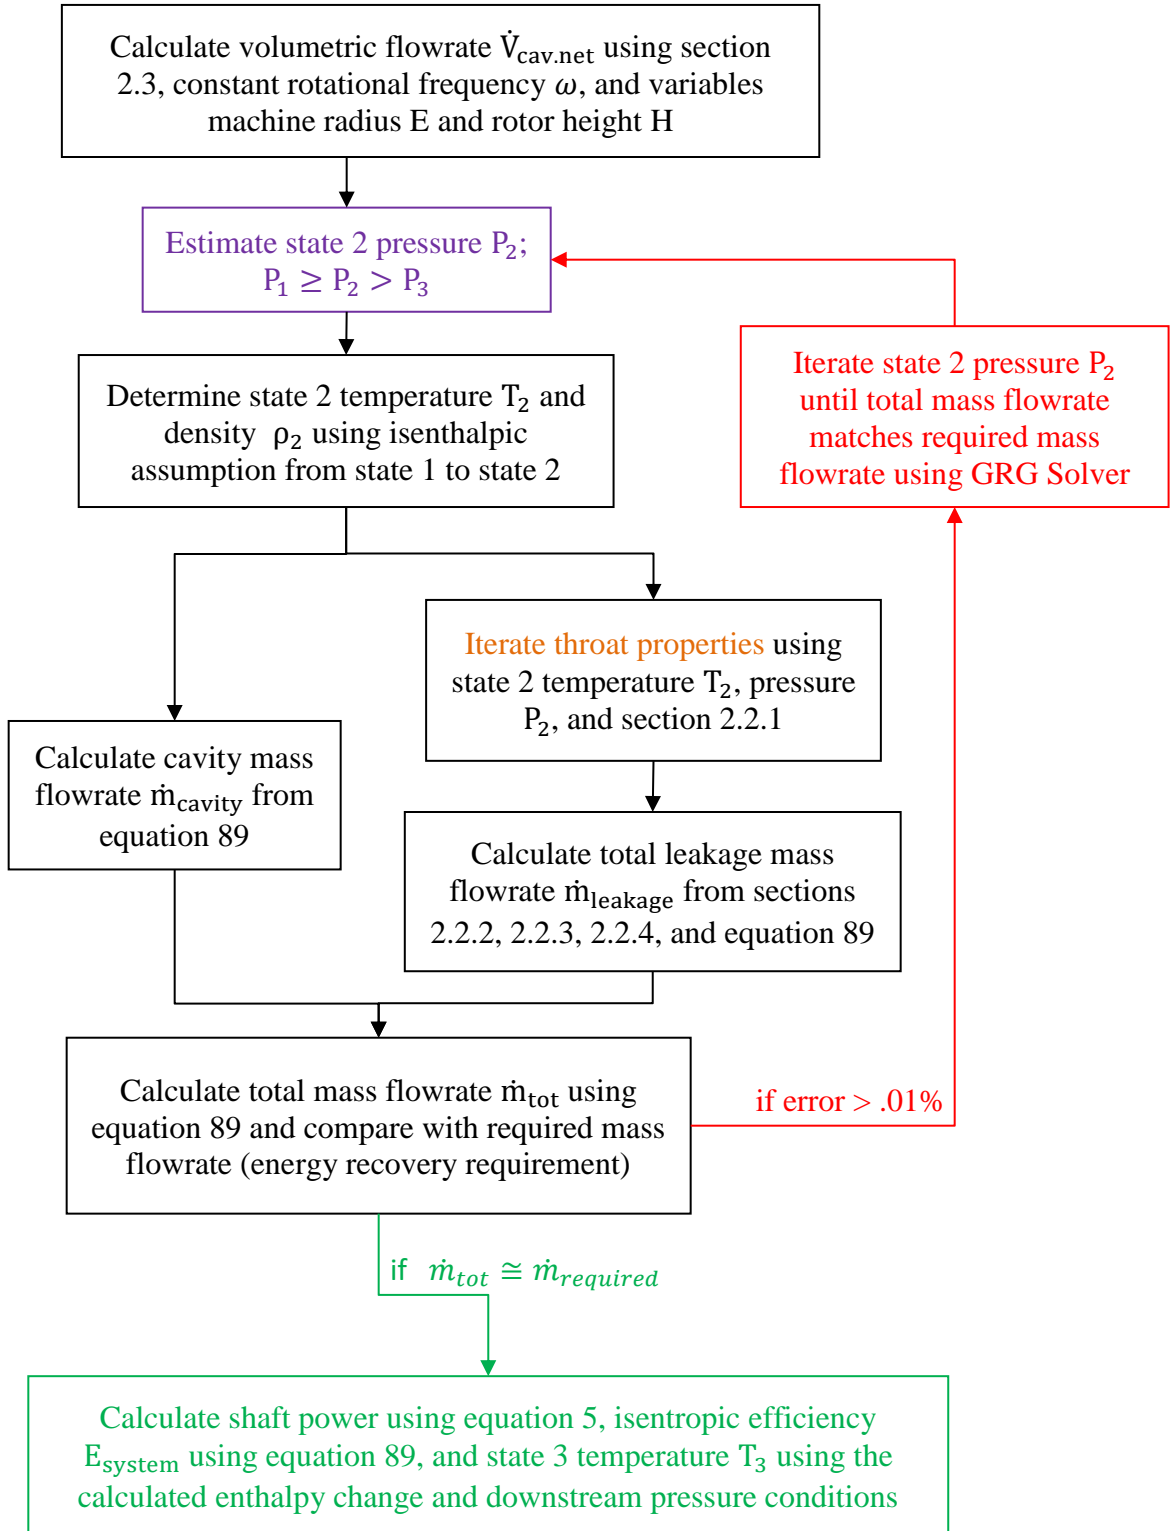 Calculate volumetric flowrate V̇cav.net using section
2.3, constant rotational frequency ω, and variables
machine radius E and rotor height H
Estimate state 2 pressure P₂;
P₁ ≥ P₂ > P₃
Determine state 2 temperature T₂ and
density ρ₂ using isenthalpic
assumption from state 1 to state 2
Iterate state 2 pressure P₂
until total mass flowrate
matches required mass
flowrate using GRG Solver
Iterate throat properties using
state 2 temperature T₂, pressure
P₂, and section 2.2.1
Calculate cavity mass
flowrate ṁcavity from
equation 89
Calculate total leakage mass
flowrate ṁleakage from sections
2.2.2, 2.2.3, 2.2.4, and equation 89
Calculate total mass flowrate ṁtot using
equation 89 and compare with required mass
flowrate (energy recovery requirement)
if error > .01%
if ṁtot ≅ ṁrequired
Calculate shaft power using equation 5, isentropic efficiency
Esystem using equation 89, and state 3 temperature T₃ using the
calculated enthalpy change and downstream pressure conditions